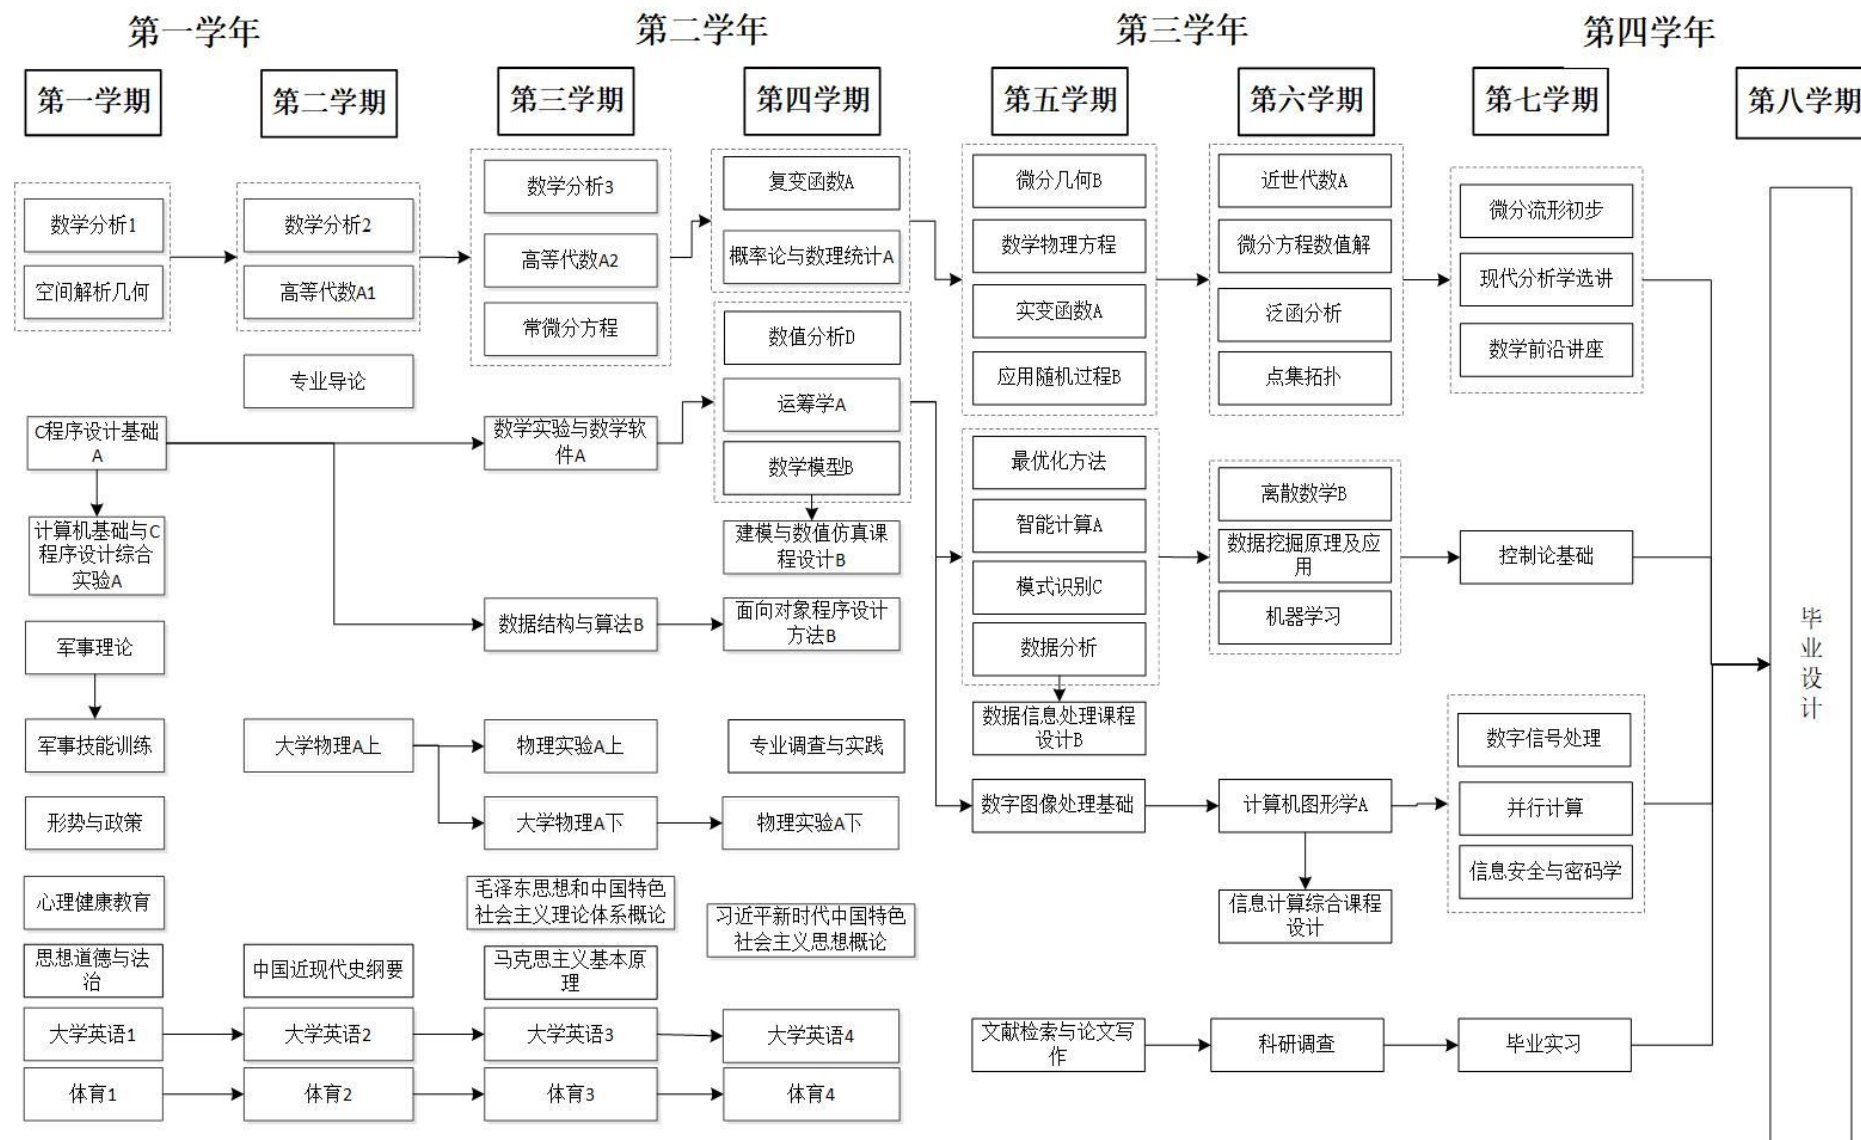 第一学年
第二学年
第三学年
第四学年
第一学期
第二学期
第三学期
第四学期
第五学期
第六学期
第七学期
第八学期
数学分析1
空间解析几何
C程序设计基础
A
计算机基础与C
程序设计综合
实验A
军事理论
军事技能训练
形势与政策
心理健康教育
思想道德与法
治
大学英语1
体育1
数学分析2
高等代数A1
专业导论
大学物理A上
中国近现代史纲要
大学英语2
体育2
数学分析3
高等代数A2
常微分方程
数学实验与数学软
件A
数据结构与算法B
物理实验A上
大学物理A下
毛泽东思想和中国特色
社会主义理论体系概论
马克思主义基本原
理
大学英语3
体育3
复变函数A
概率论与数理统计A
数值分析D
运筹学A
数学模型B
建模与数值仿真课
程设计B
面向对象程序设计
方法B
专业调查与实践
物理实验A下
习近平新时代中国特色
社会主义思想概论
大学英语4
体育4
微分几何B
数学物理方程
实变函数A
应用随机过程B
最优化方法
智能计算A
模式识别C
数据分析
数据信息处理课程
设计B
数字图像处理基础
文献检索与论文写
作
近世代数A
微分方程数值解
泛函分析
点集拓扑
离散数学B
数据挖掘原理及应
用
机器学习
计算机图形学A
信息计算综合课程
设计
科研调查
微分流形初步
现代分析学选讲
数学前沿讲座
控制论基础
数字信号处理
并行计算
信息安全与密码学
毕业实习
毕
业
设
计